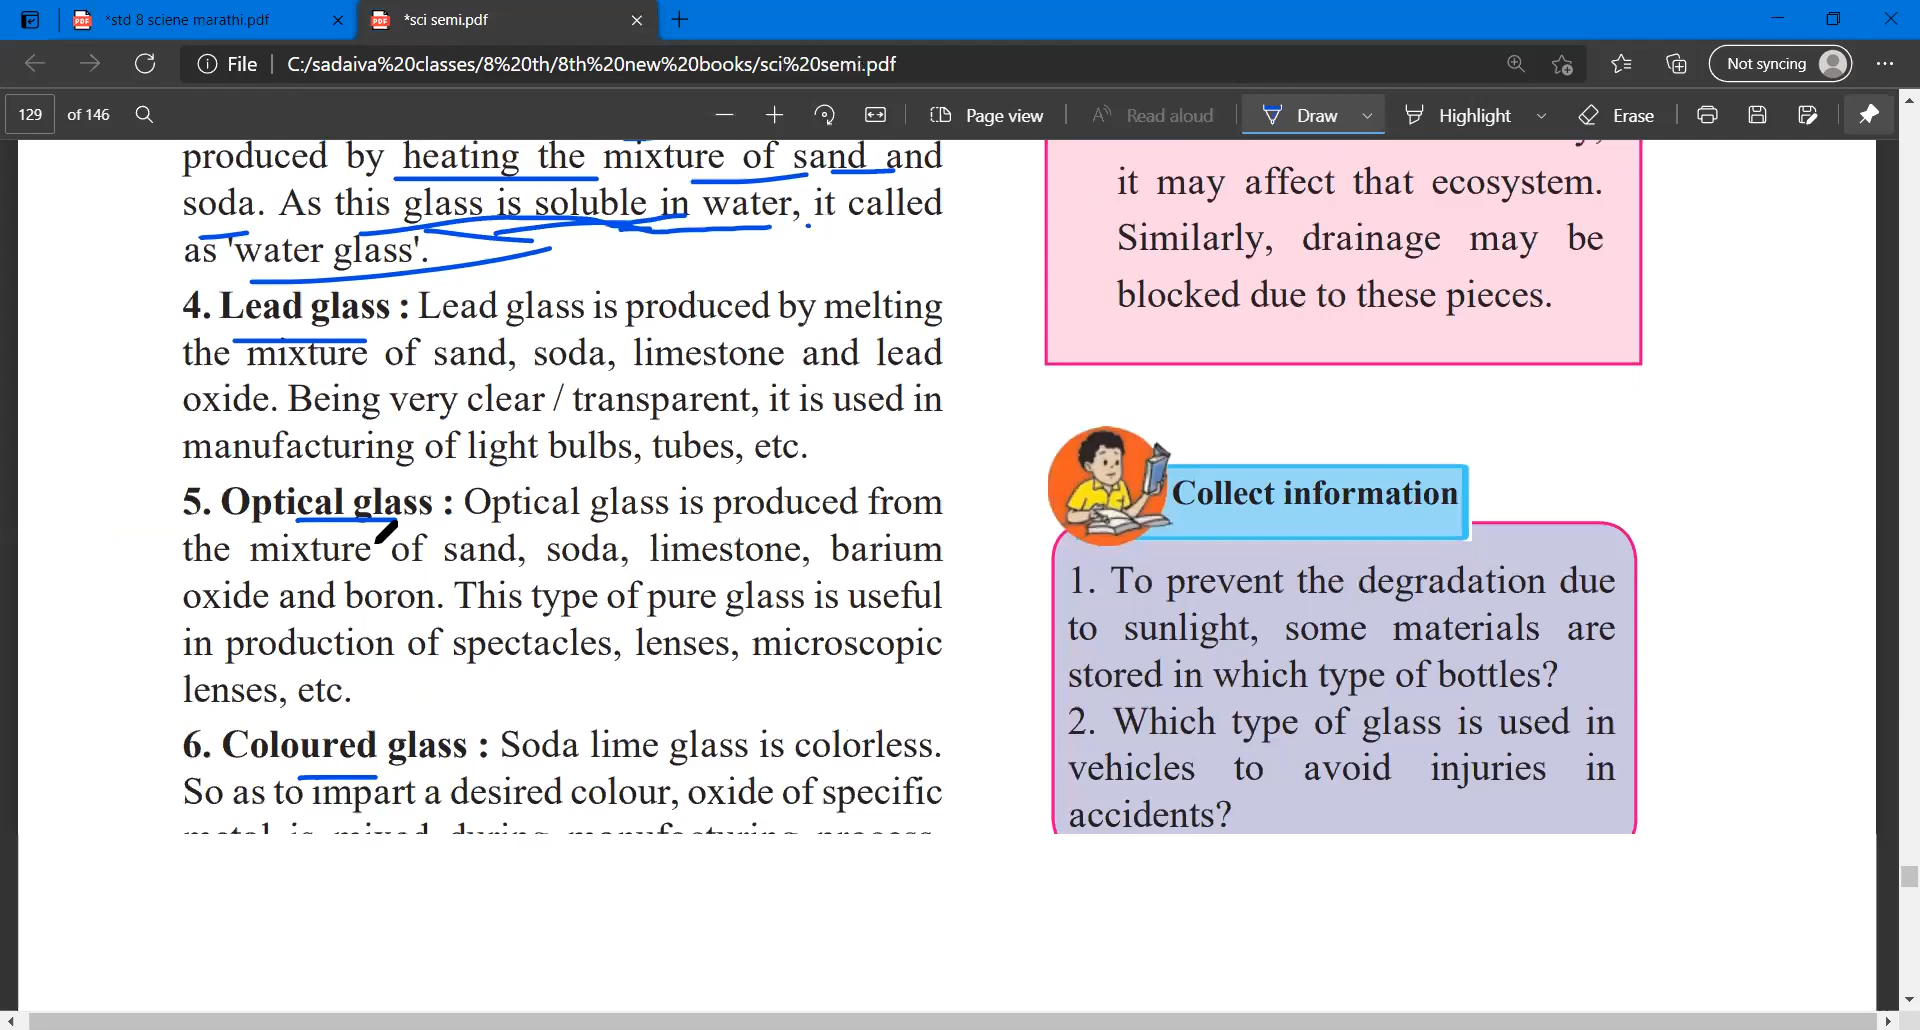 *std 8 sciene marathi.pdf
*sci semi.pdf
File
C:/sadaiva%20classes/8%20th/8th%20new%20books/sci%20semi.pdf
Not syncing
129
of 146
Page view
Read aloud
Draw
Highlight
Erase
produced by heating the mixture of sand and
soda. As this glass is soluble in water, it called
as 'water glass'.
4. Lead glass : Lead glass is produced by melting
the mixture of sand, soda, limestone and lead
oxide. Being very clear / transparent, it is used in
manufacturing of light bulbs, tubes, etc.
5. Optical glass : Optical glass is produced from
the mixture of sand, soda, limestone, barium
oxide and boron. This type of pure glass is useful
in production of spectacles, lenses, microscopic
lenses, etc.
6. Coloured glass : Soda lime glass is colorless.
So as to impart a desired colour, oxide of specific
metal is mixed during manufacturing process.
it may affect that ecosystem.
Similarly, drainage may be
blocked due to these pieces.
Collect information
1. To prevent the degradation due
to sunlight, some materials are
stored in which type of bottles?
2. Which type of glass is used in
vehicles to avoid injuries in
accidents?